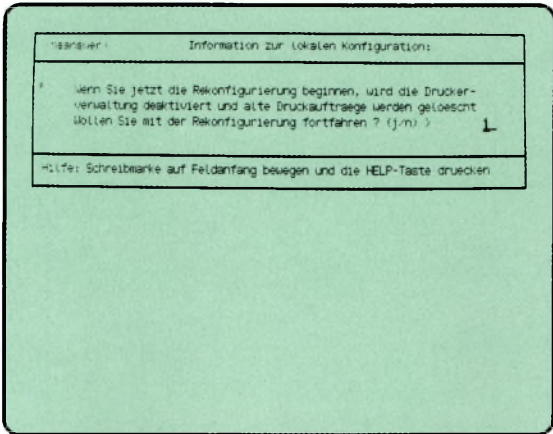 Information zur lokalen Konfiguration:
Wenn Sie jetzt die Rekonfigurierung beginnen, wird die Drucker-
verwaltung deaktiviert und alte Druckauftraege werden geloescht
Wollen Sie mit der Rekonfigurierung fortfahren ? (j/n) >
Hilfe: Schreibmarke auf Feldanfang bewegen und die HELP-Taste druecken